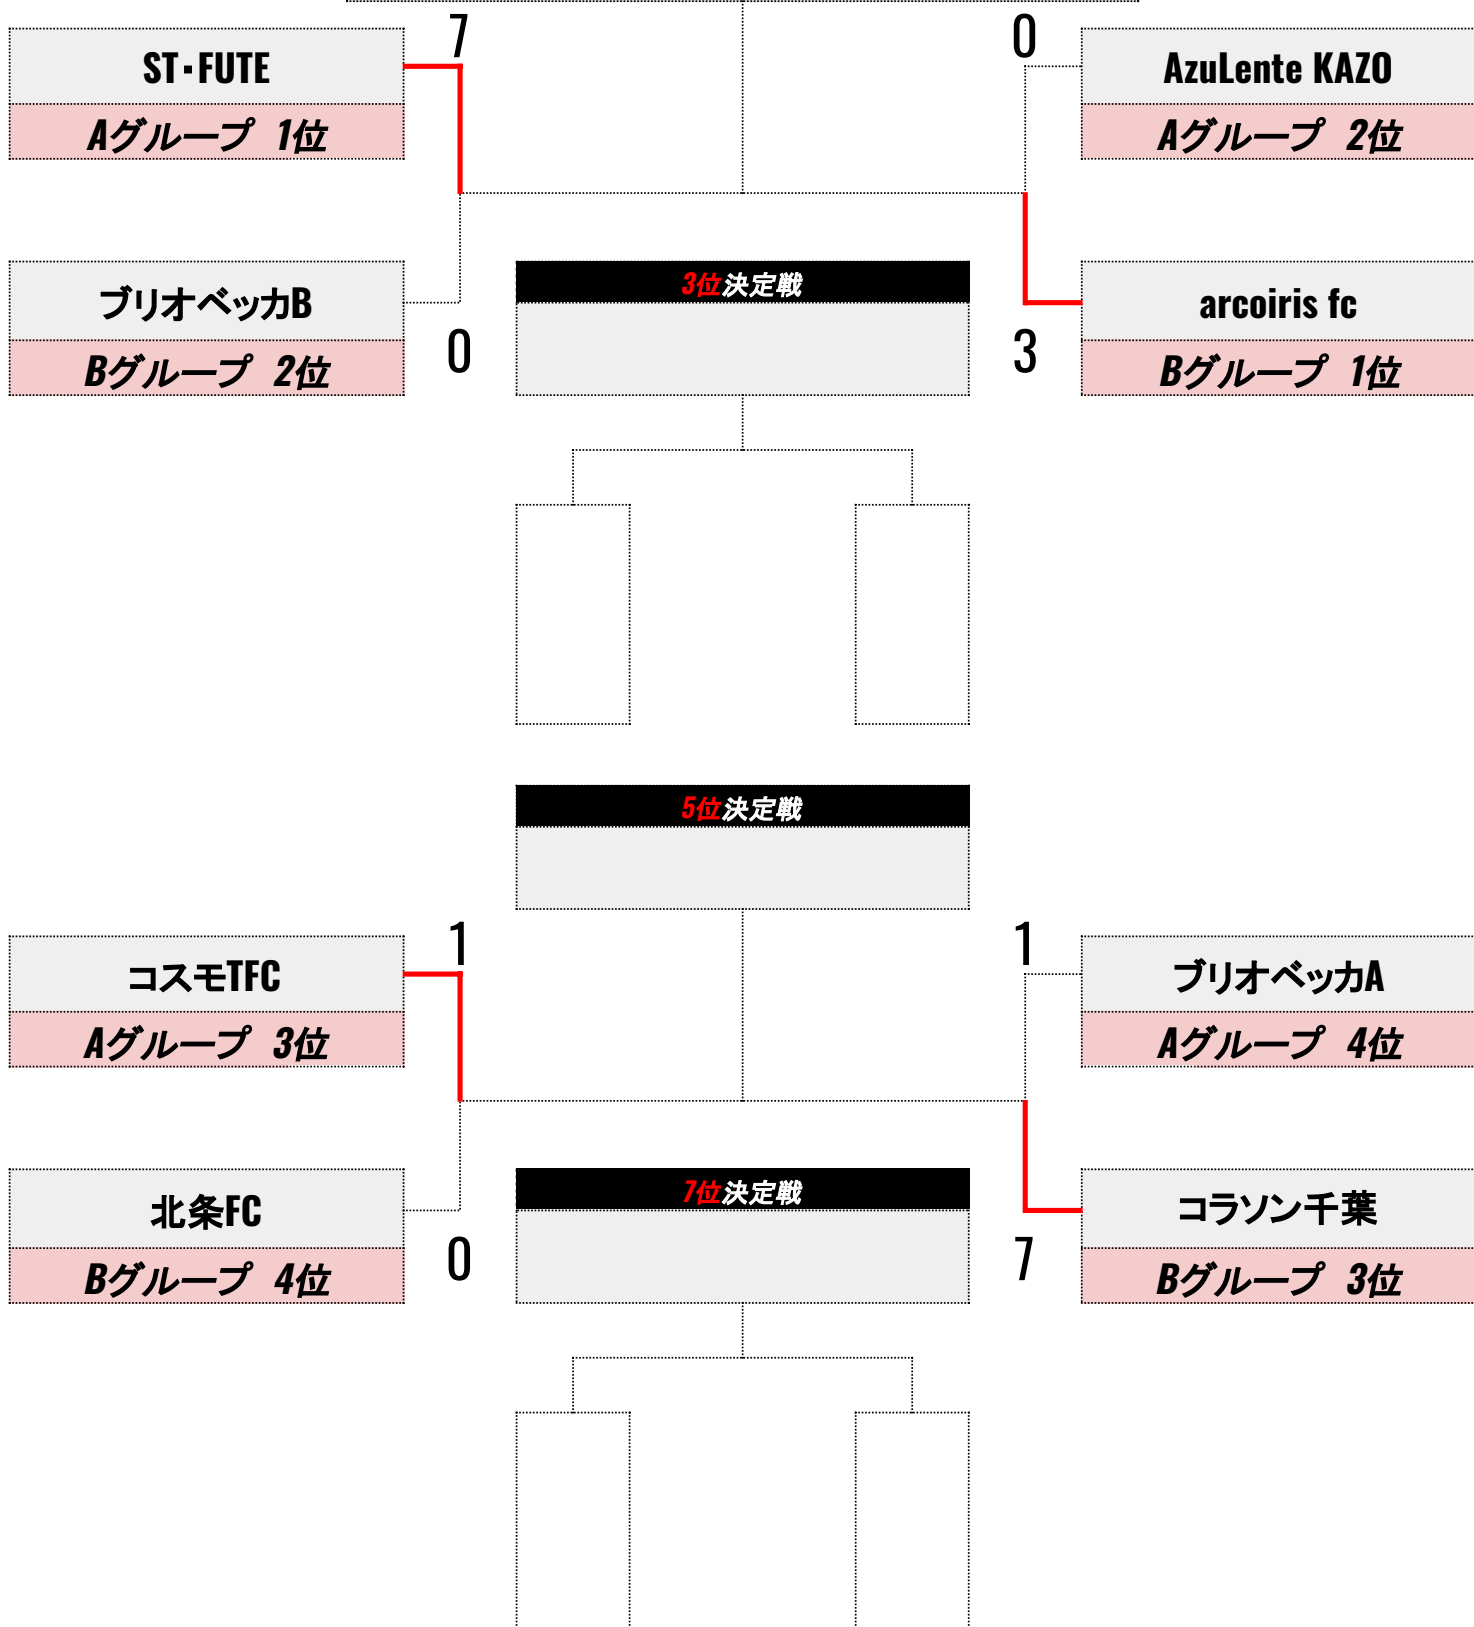 7
0
ST・FUTE
AzuLente KAZO
Aグループ 1位
Aグループ 2位
3位決定戦
ブリオベッカB
arcoiris fc
0
3
Bグループ 2位
Bグループ 1位
5位決定戦
1
1
コスモTFC
ブリオベッカA
Aグループ 3位
Aグループ 4位
7位決定戦
北条FC
コラソン千葉
0
7
Bグループ 4位
Bグループ 3位